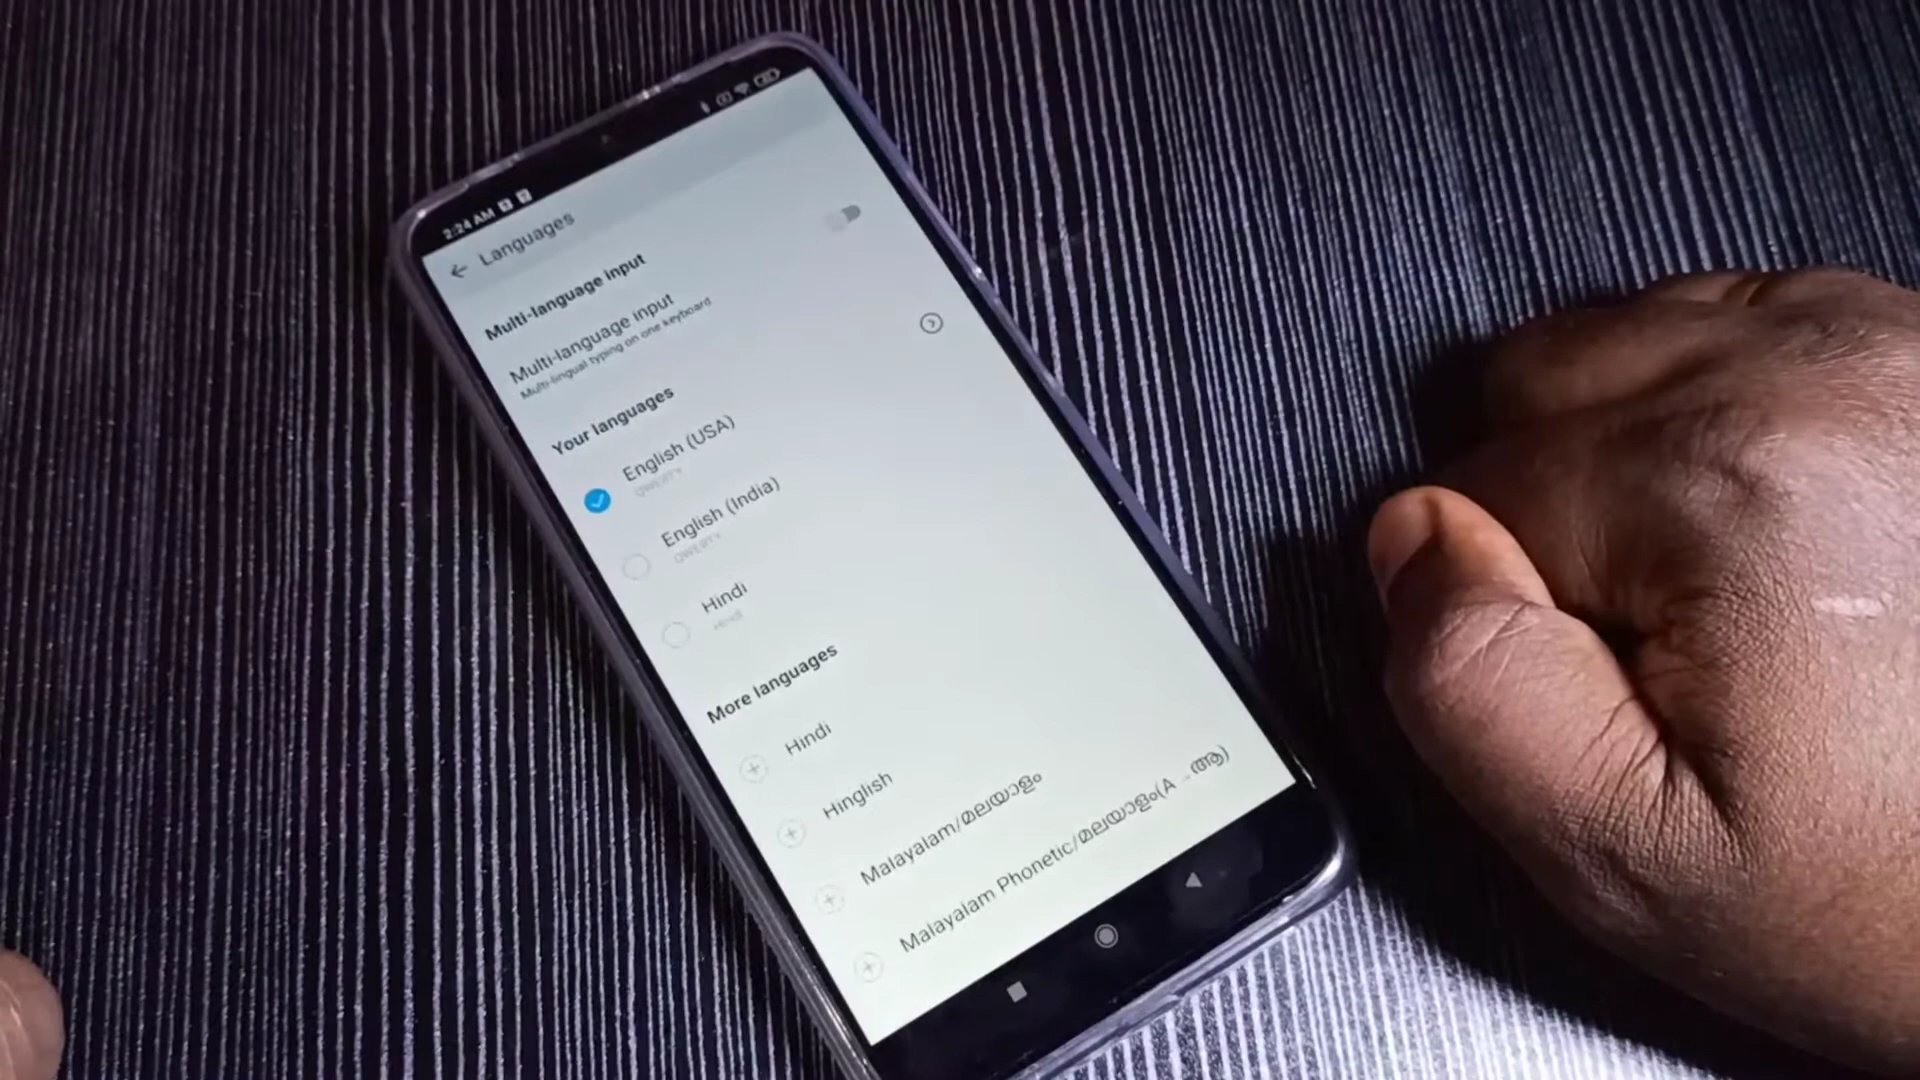 2:24 AM
Languages
Multi-language input
Multi-language input
Multi-lingual typing on one keyboard
Your languages
English (USA)
QWERTY
English (India)
QWERTY
Hindi
Hindi
More languages
Hindi
Hinglish
Malayalam/മലയാളം
Malayalam Phonetic/മലയാളം(A→ആ)